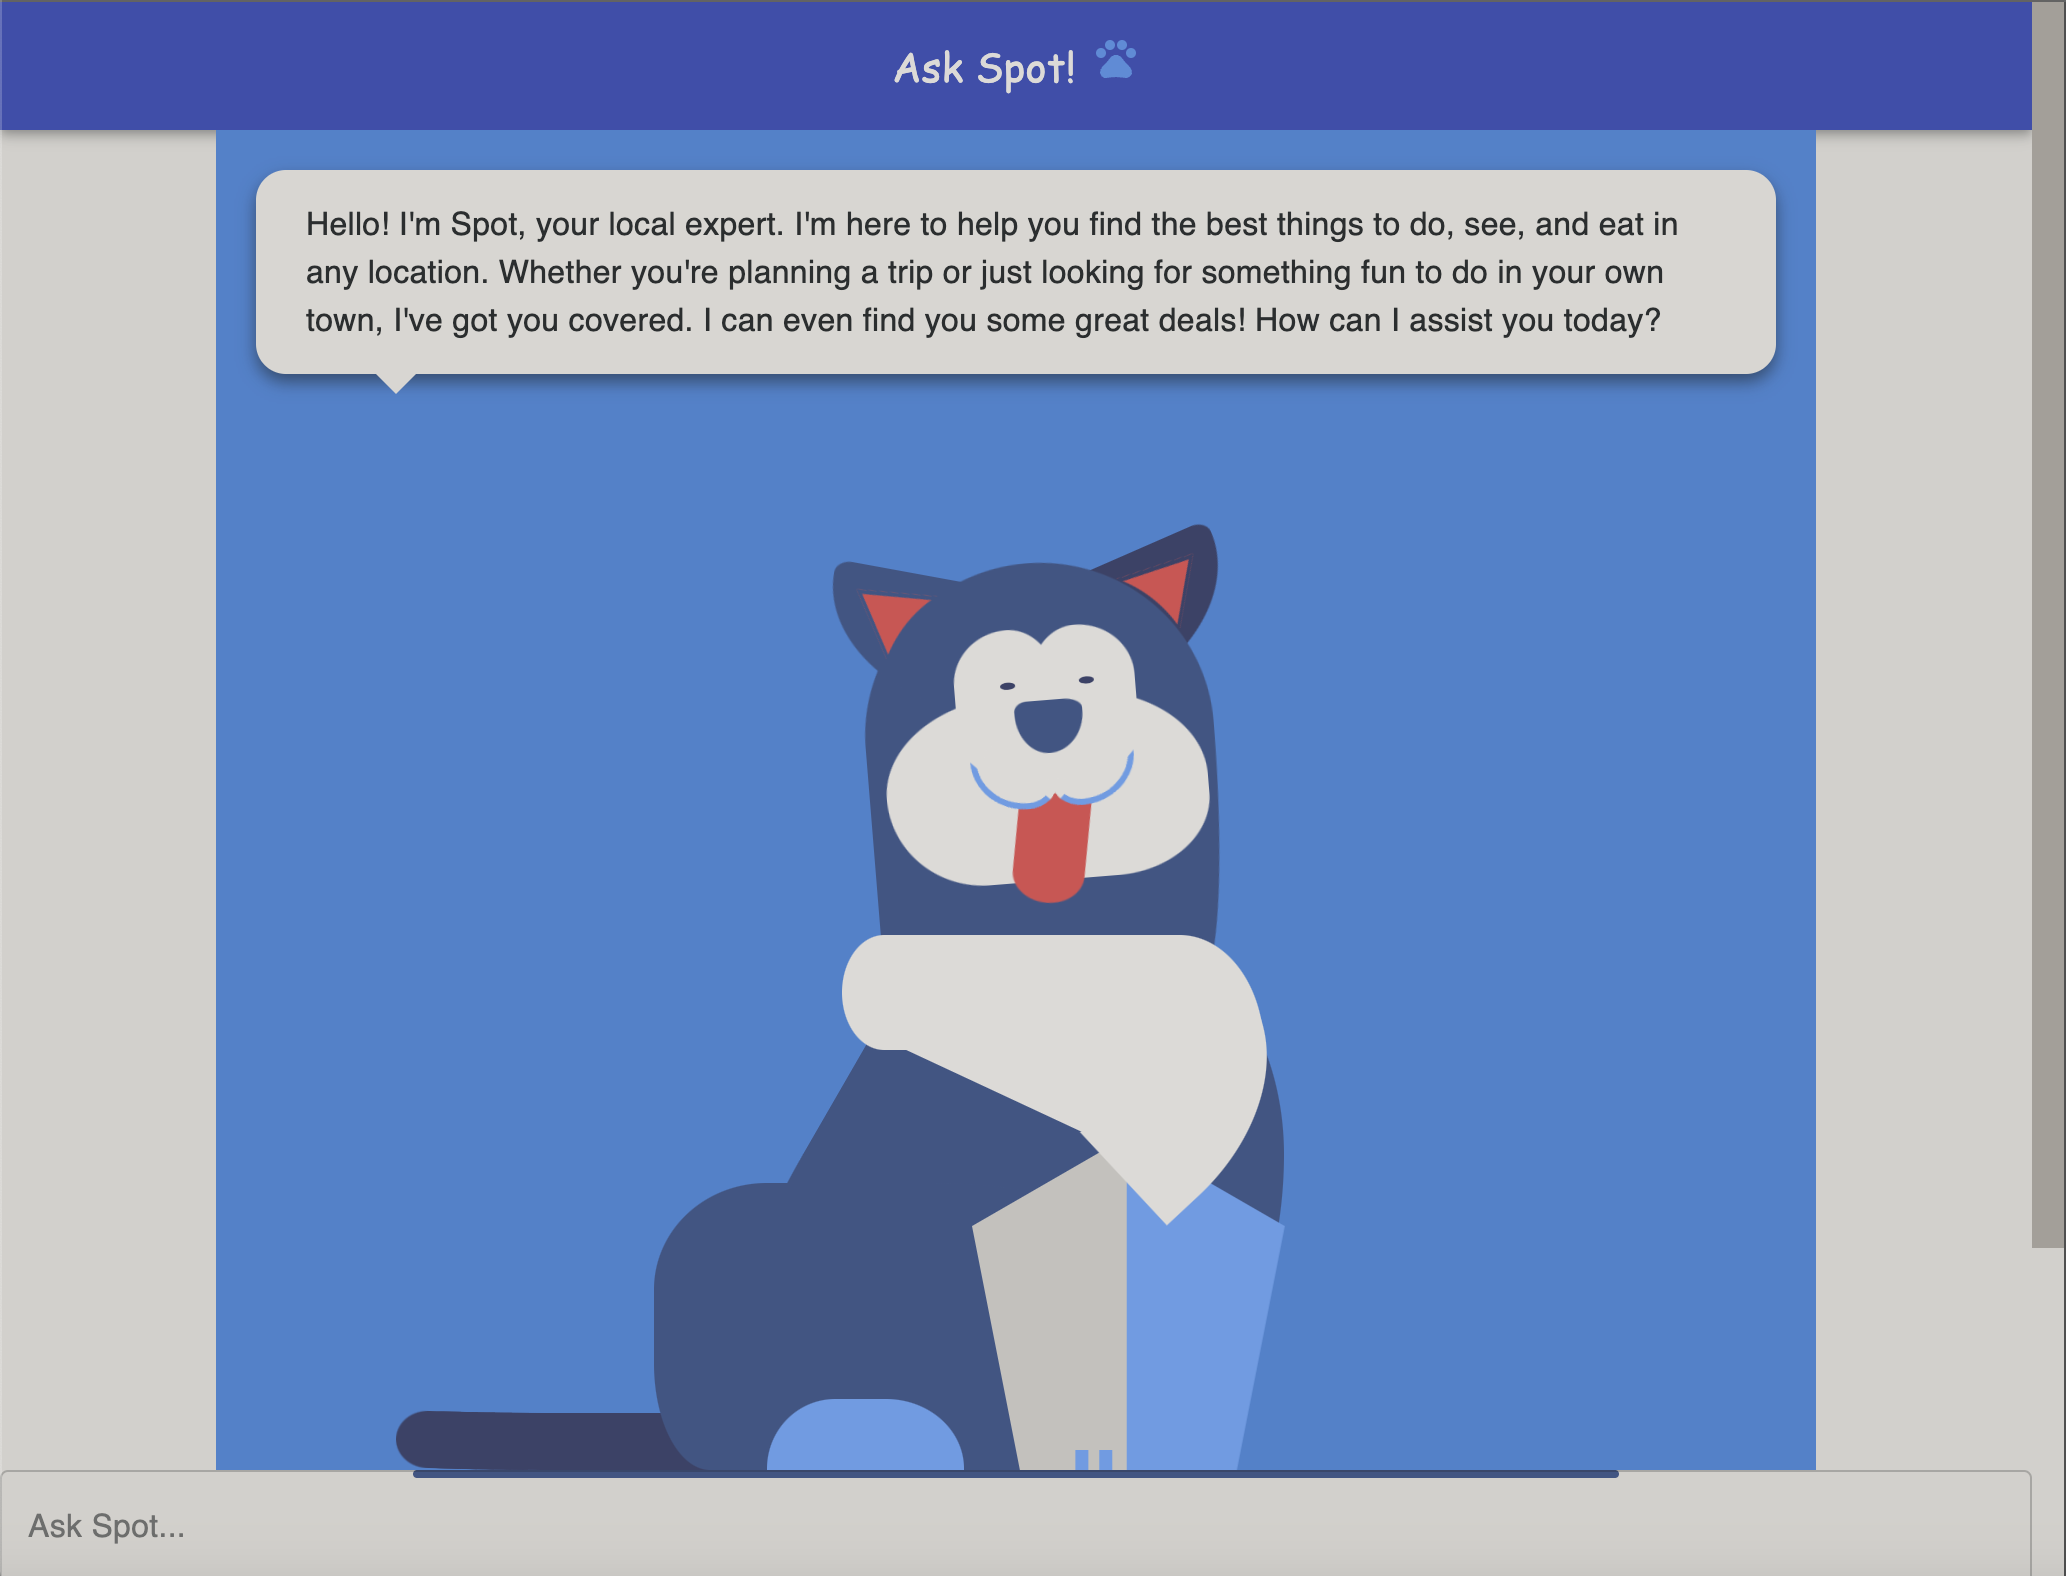 Ask Spot!
Hello! I'm Spot, your local expert. I'm here to help you find the best things to do, see, and eat in
any location. Whether you're planning a trip or just looking for something fun to do in your own
town, I've got you covered. I can even find you some great deals! How can I assist you today?
Ask Spot...